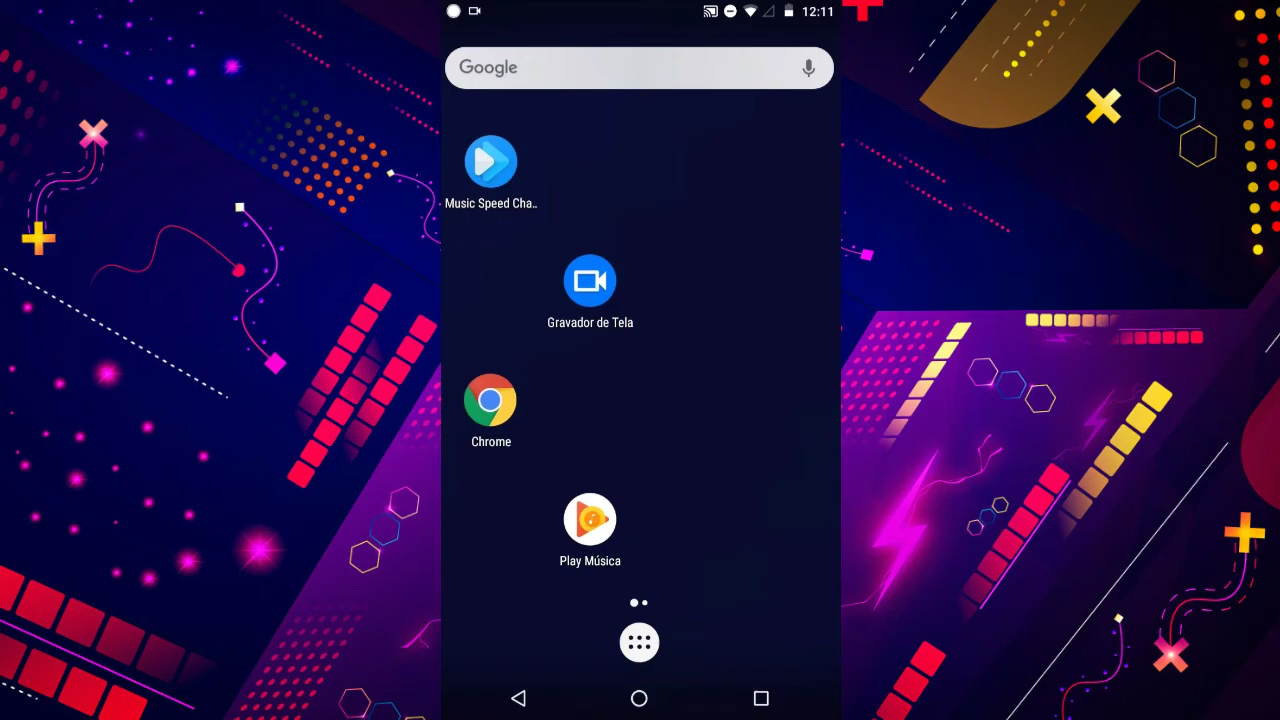 12:11
Google
Music Speed Cha..
Gravador de Tela
Chrome
Play Música